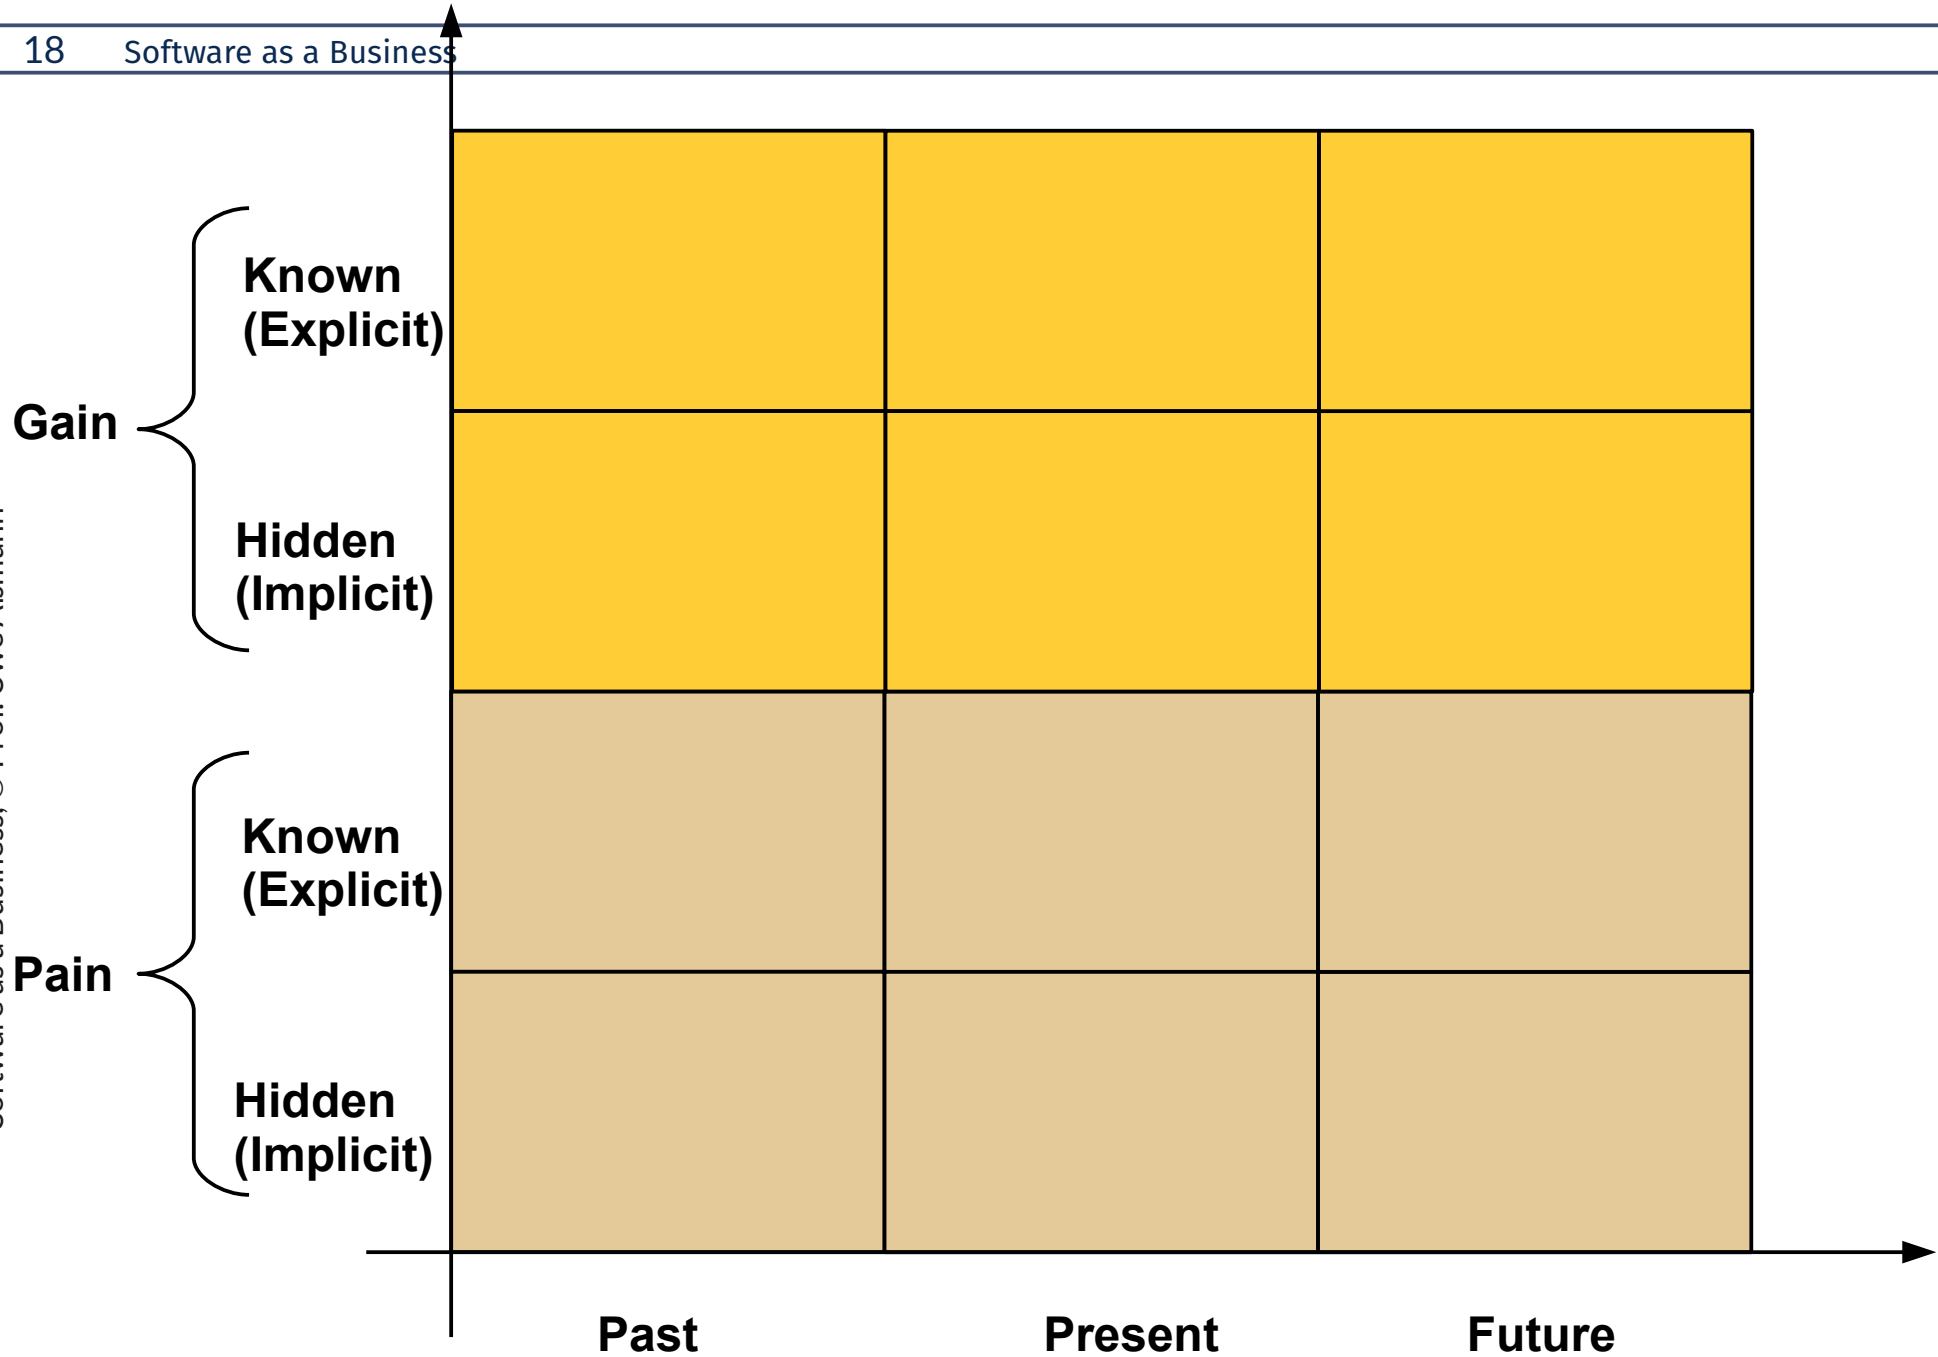 18 Software as a Business
Known
(Explicit)
Gain
Hidden
(Implicit)
Known
(Explicit)
Pain
Hidden
(Implicit)
Past Present Future